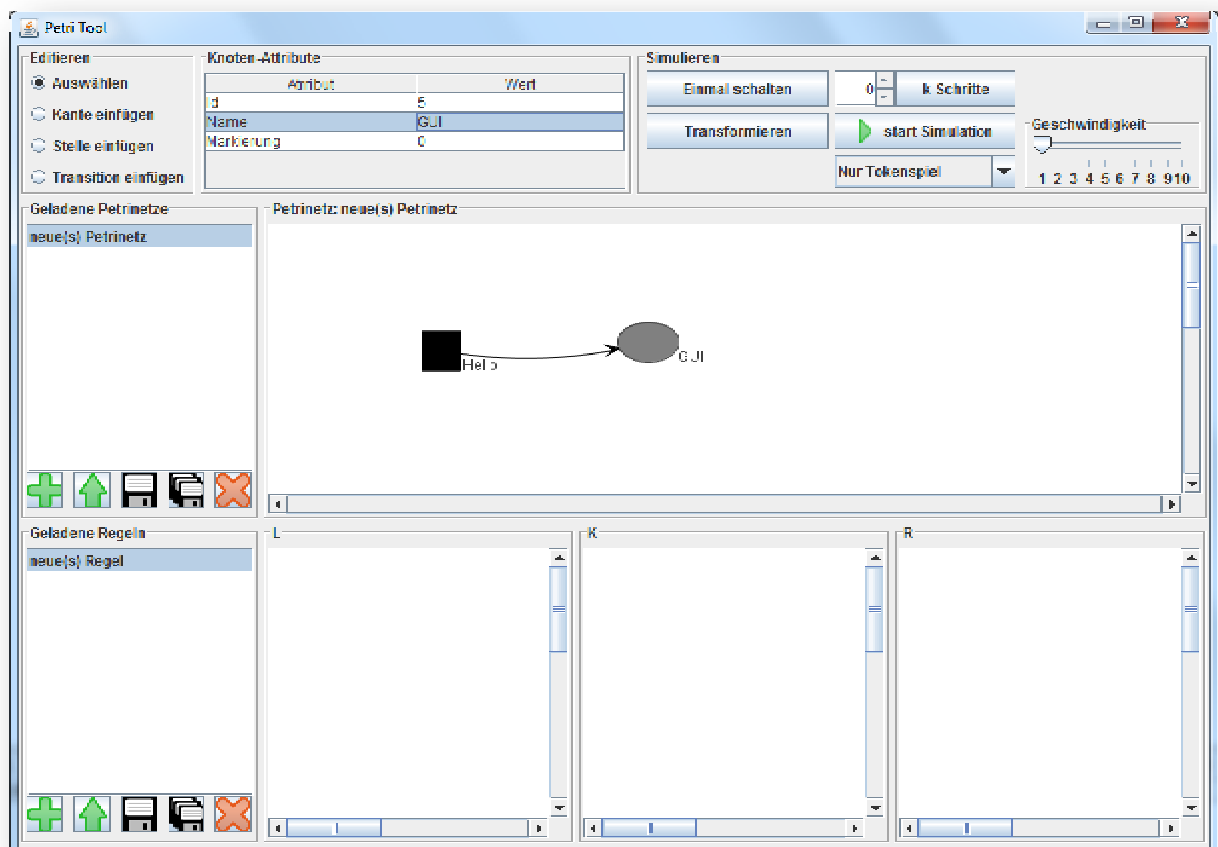 Petri Tool
Editieren
Auswählen
Kante einfügen
Stelle einfügen
Transition einfügen
Knoten-Attribute
Attribut Wert
Id 5
Name GUI
Markierung 0
Simulieren
Einmal schalten 0 k Schritte
Transformieren start Simulation
Nur Tokenspiel
Geschwindigkeit
1 2 3 4 5 6 7 8 9 10
Geladene Petrinetze
neue(s) Petrinetz
Petrinetz: neue(s) Petrinetz
Hello
GUI
Geladene Regeln
neue(s) Regel
L
K
R